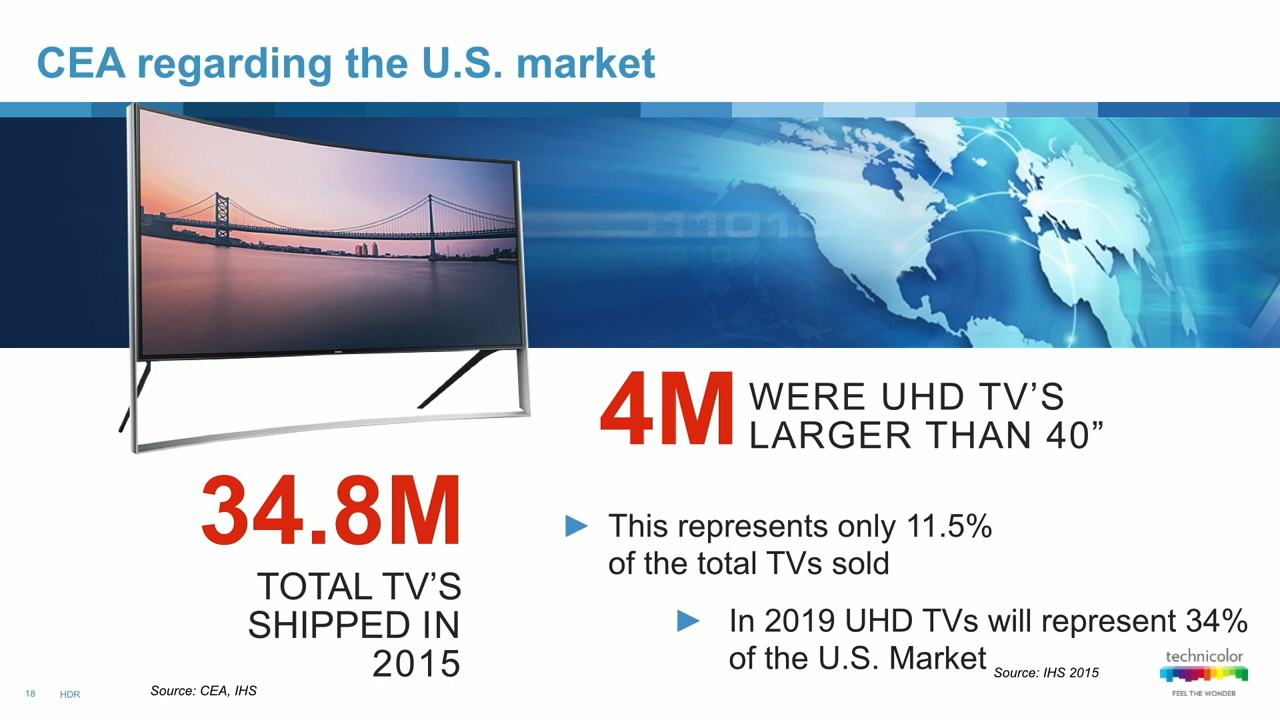 CEA regarding the U.S. market
34.8M
TOTAL TV’S
SHIPPED IN
2015
4M
WERE UHD TV’S
LARGER THAN 40”
► This represents only 11.5%
of the total TVs sold
► In 2019 UHD TVs will represent 34%
of the U.S. Market
Source: IHS 2015
technicolor
FEEL THE WONDER
18 HDR
Source: CEA, IHS